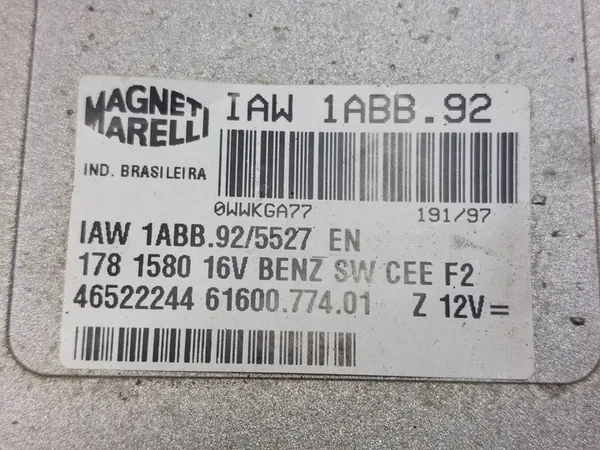 MAGNETI MARELLI IAW 1ABB.92
IND. BRASILEIRA
0WWKGA77 191/97
IAW 1ABB.92/5527 EN
178 1580 16V BENZ SW CEE F2
46522244 61600.774.01 Z 12V=